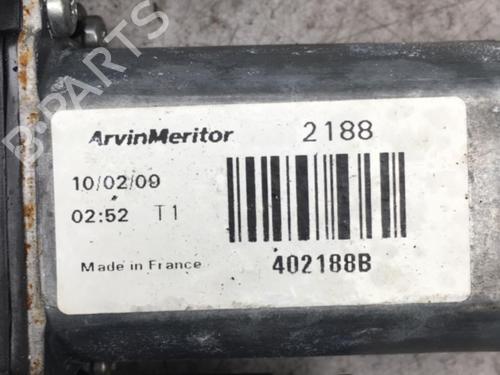 ArvinMeritor 2188
10/02/09
02:52 T1
Made in France 402188B
B-PARTS